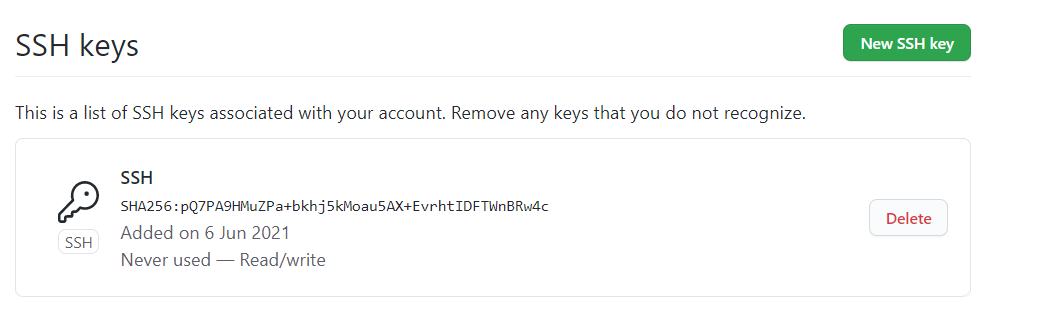 SSH keys
New SSH key
This is a list of SSH keys associated with your account. Remove any keys that you do not recognize.
SSH
SHA256:pQ7PA9HMuZPa+bkhj5kMoau5AX+EvrhtIDFTWnBRw4c
Added on 6 Jun 2021
Never used — Read/write
SSH
Delete